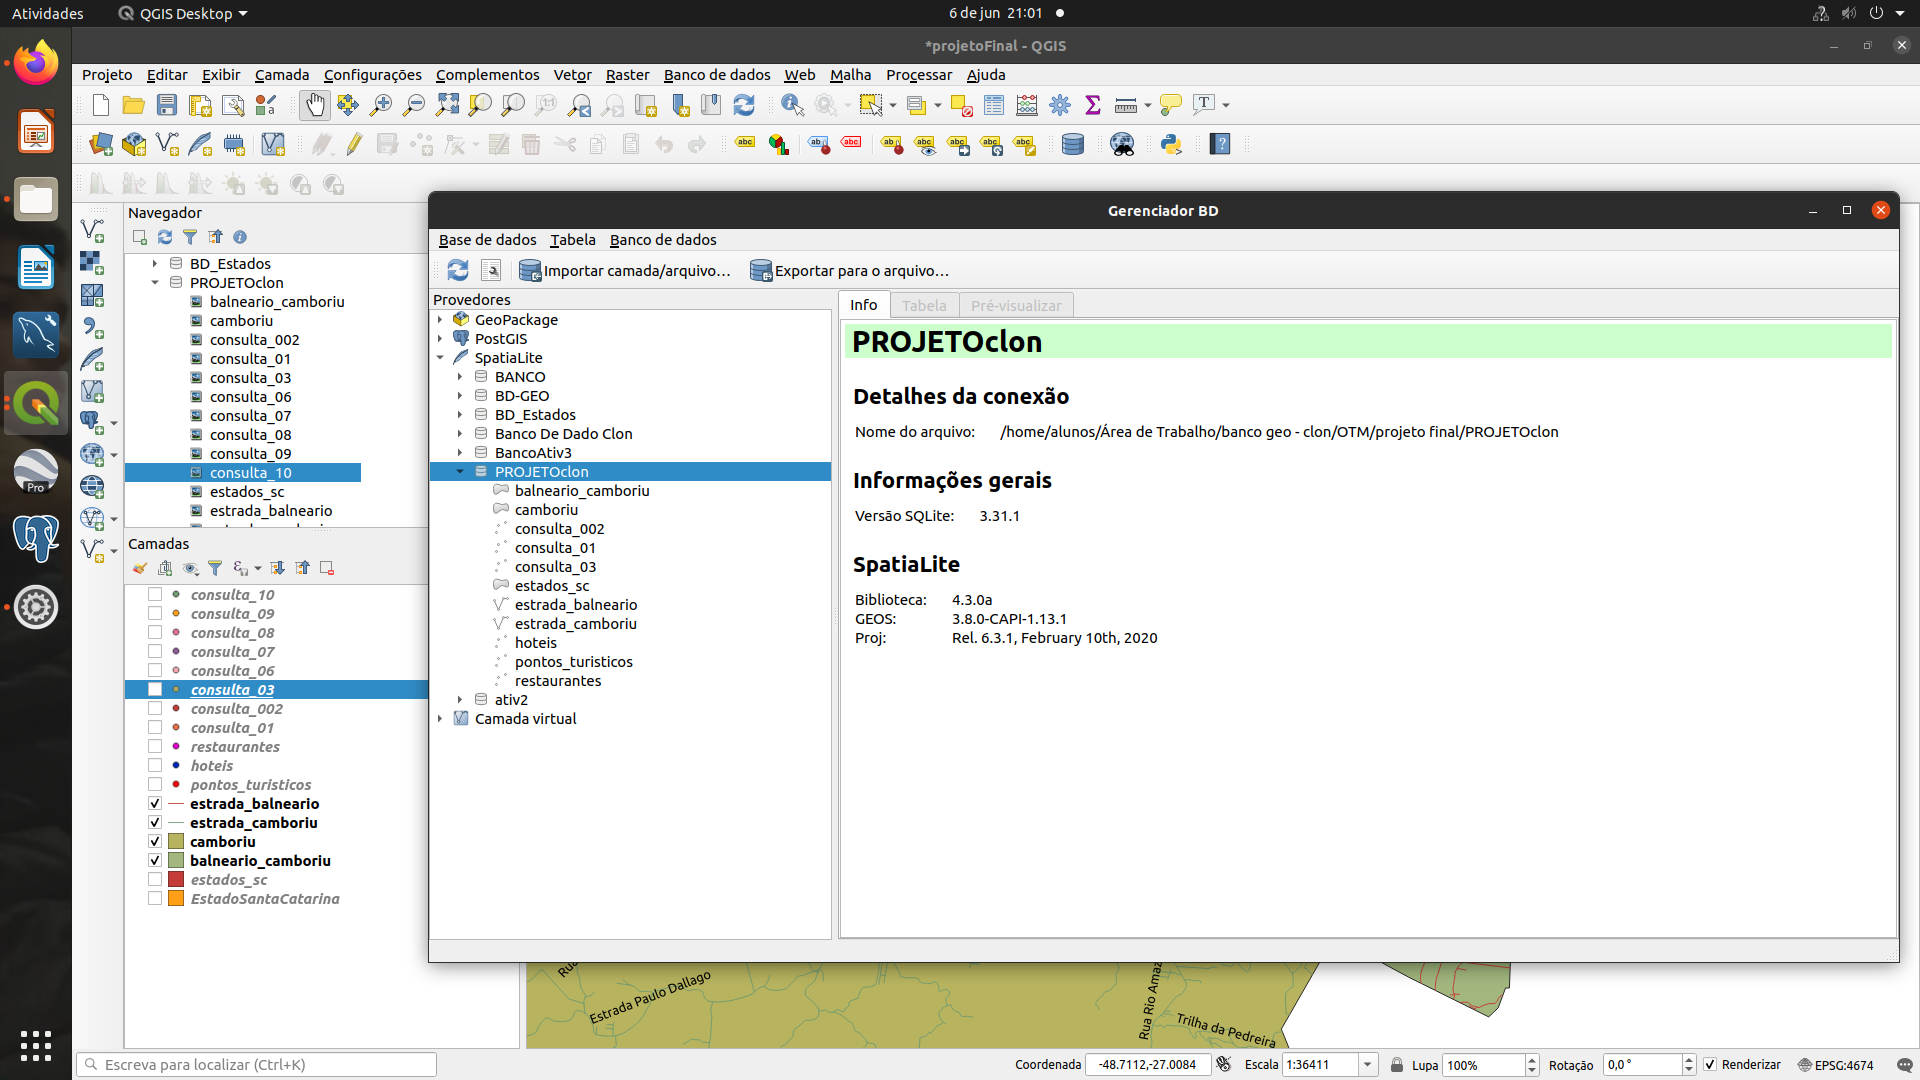 Atividades
QGIS Desktop
6 de jun 21:01
*projetoFinal - QGIS
Projeto Editar Exibir Camada Configurações Complementos Vetor Raster Banco de dados Web Malha Processar Ajuda
Navegador
BD_Estados
PROJETOclon
balneario_camboriu
camboriu
consulta_002
consulta_01
consulta_03
consulta_06
consulta_07
consulta_08
consulta_09
consulta_10
estados_sc
estrada_balneario
Camadas
consulta_10
consulta_09
consulta_08
consulta_07
consulta_06
consulta_03
consulta_002
consulta_01
restaurantes
hoteis
pontos_turisticos
estrada_balneario
estrada_camboriu
camboriu
balneario_camboriu
estados_sc
EstadoSantaCatarina
Pro
Gerenciador BD
Base de dados Tabela Banco de dados
Importar camada/arquivo... Exportar para o arquivo...
Provedores
GeoPackage
PostGIS
SpatiaLite
BANCO
BD-GEO
BD_Estados
Banco De Dado Clon
BancoAtiv3
PROJETOclon
balneario_camboriu
camboriu
consulta_002
consulta_01
consulta_03
estados_sc
estrada_balneario
estrada_camboriu
hoteis
pontos_turisticos
restaurantes
ativ2
Camada virtual
Info Tabela Pré-visualizar
PROJETOclon
Detalhes da conexão
Nome do arquivo: /home/alunos/Área de Trabalho/banco geo - clon/OTM/projeto final/PROJETOclon
Informações gerais
Versão SQLite: 3.31.1
SpatiaLite
Biblioteca: 4.3.0a
GEOS: 3.8.0-CAPI-1.13.1
Proj: Rel. 6.3.1, February 10th, 2020
Rua
Estrada Paulo Dallago
Rua Rio Amaz
Trilha da Pedreira
Escreva para localizar (Ctrl+K)
Coordenada -48.7112,-27.0084 Escala 1:36411 Lupa 100% Rotação 0,0 ° Renderizar EPSG:4674